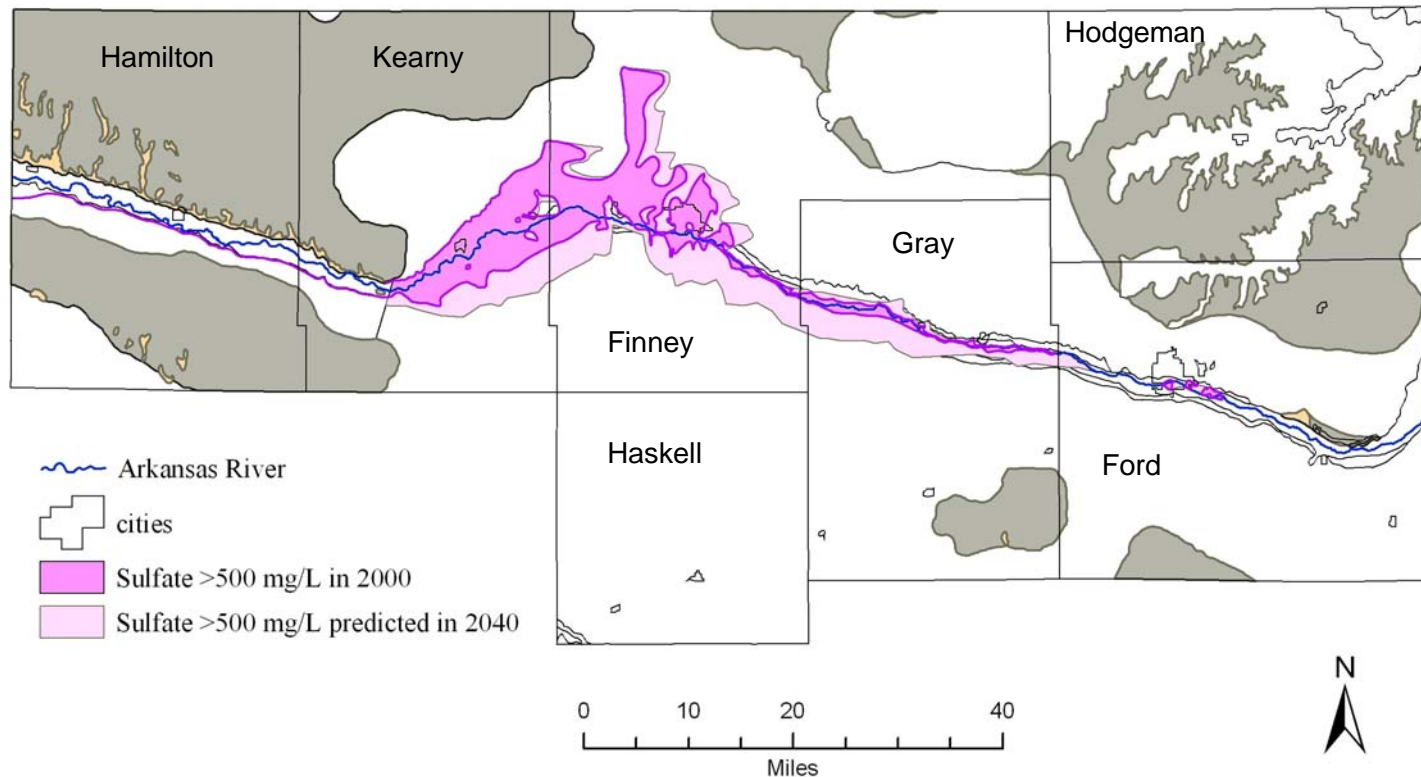 Hamilton
Kearny
Hodgeman
Gray
Finney
Haskell
Ford
Arkansas River
cities
Sulfate >500 mg/L in 2000
Sulfate >500 mg/L predicted in 2040
N
0 10 20 40
Miles